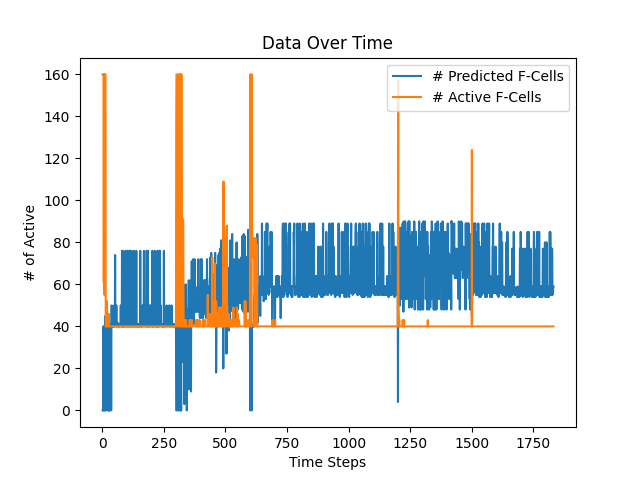 Data Over Time
# Predicted F-Cells
# Active F-Cells
160
140
120
100
80
60
40
20
0
# of Active
0 250 500 750 1000 1250 1500 1750
Time Steps